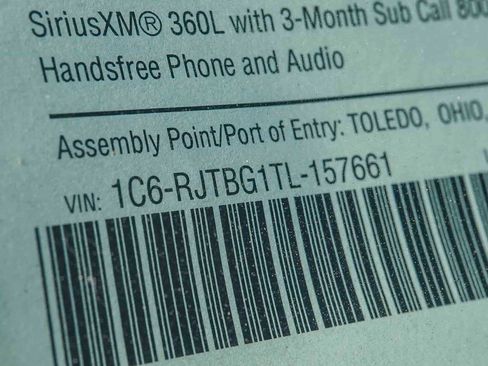 SiriusXM® 360L with 3-Month Sub Call 800
Handsfree Phone and Audio
Assembly Point/Port of Entry: TOLEDO, OHIO,
VIN: 1C6-RJTBG1TL-157661